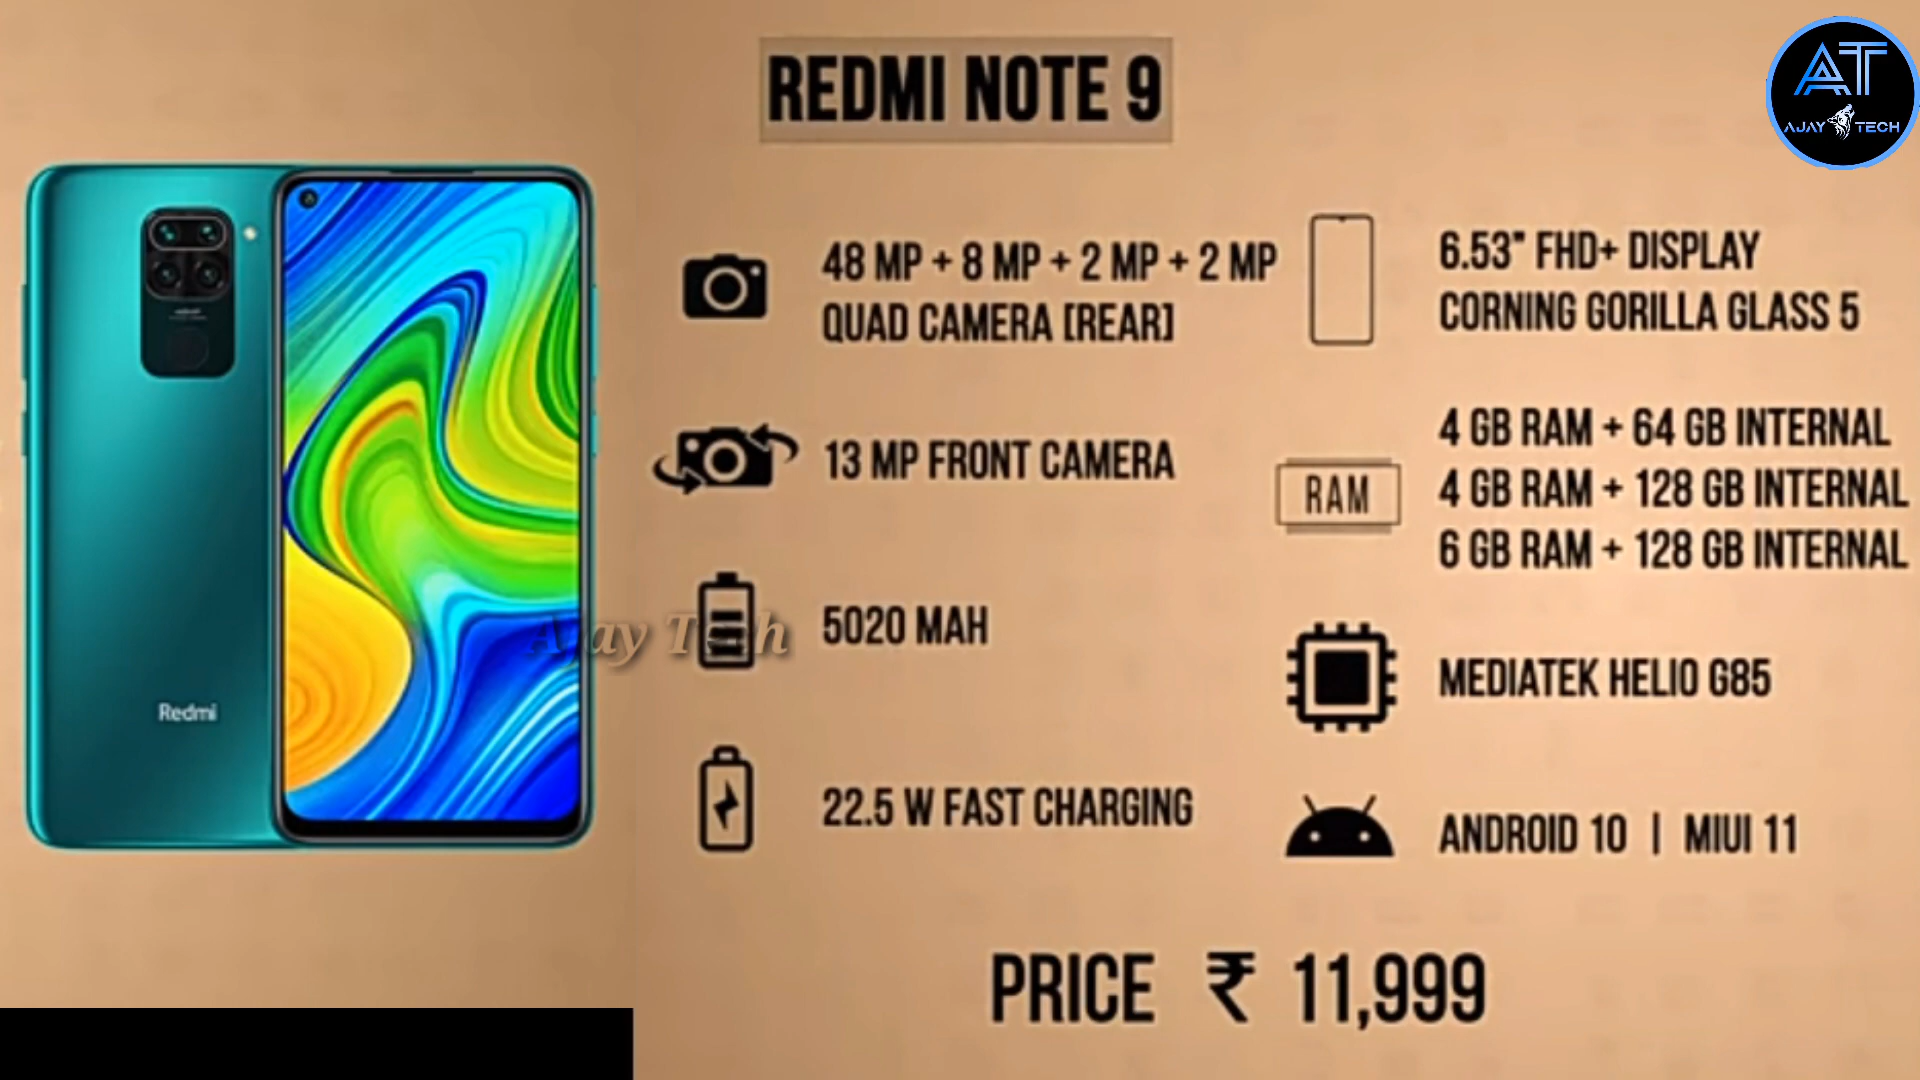 REDMI NOTE 9
AT
AJAY TECH
48 MP + 8 MP + 2 MP + 2 MP
QUAD CAMERA [REAR]
13 MP FRONT CAMERA
5020 MAH
22.5 W FAST CHARGING
6.53" FHD+ DISPLAY
CORNING GORILLA GLASS 5
RAM
4 GB RAM + 64 GB INTERNAL
4 GB RAM + 128 GB INTERNAL
6 GB RAM + 128 GB INTERNAL
MEDIATEK HELIO G85
ANDROID 10 | MIUI 11
PRICE ₹ 11,999
Redmi
Ajay Tech